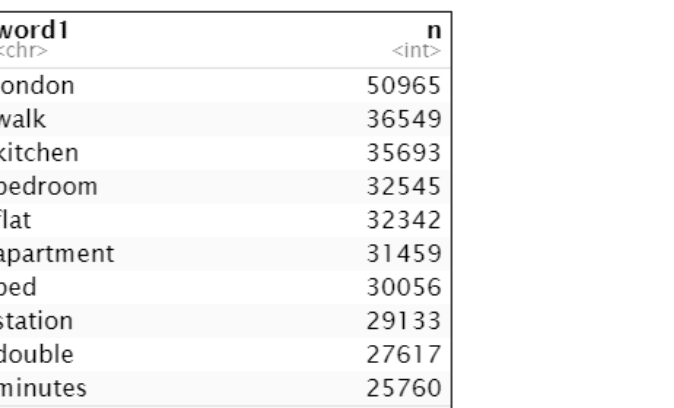 word1 n
<chr> <int>
london 50965
walk 36549
kitchen 35693
bedroom 32545
flat 32342
apartment 31459
bed 30056
station 29133
double 27617
minutes 25760